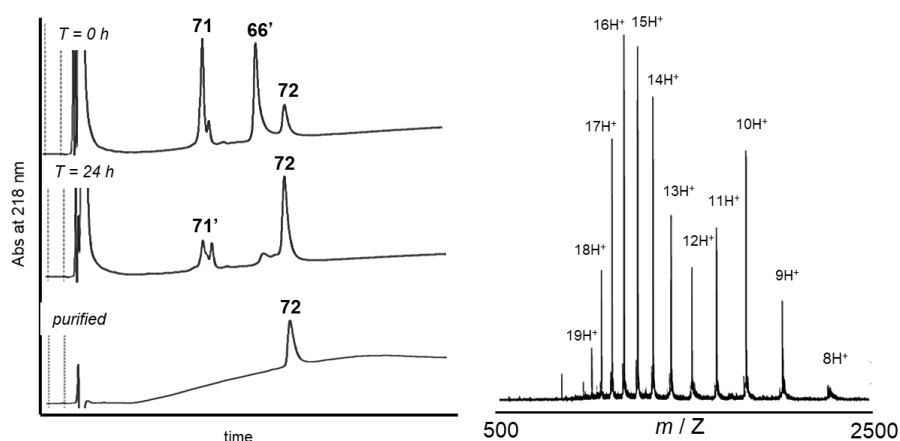 T = 0 h
71
66’
72
T = 24 h
71’
72
purified
72
Abs at 218 nm
time
19H⁺
18H⁺
17H⁺
16H⁺
15H⁺
14H⁺
13H⁺
12H⁺
11H⁺
10H⁺
9H⁺
8H⁺
500
m / Z
2500